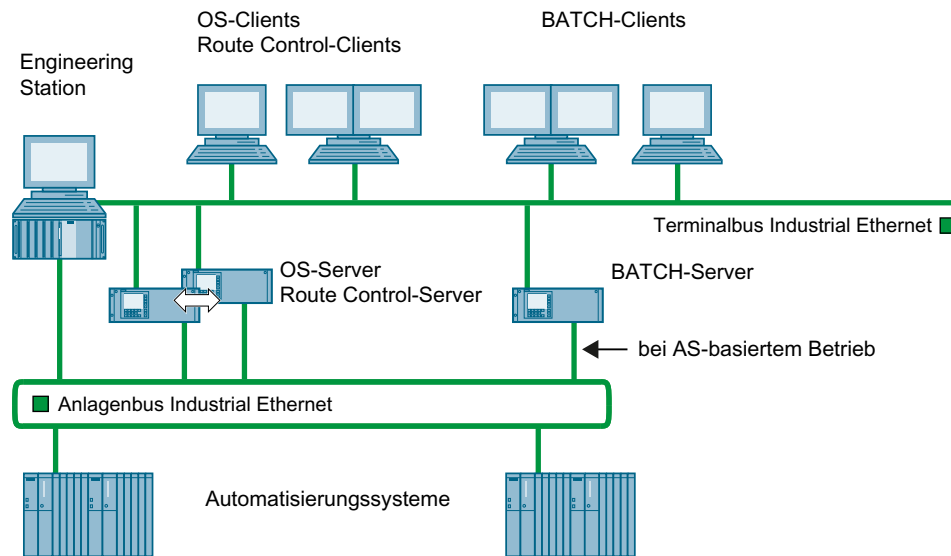 OS-Clients
Route Control-Clients
BATCH-Clients
Engineering
Station
Terminalbus Industrial Ethernet
OS-Server
Route Control-Server
BATCH-Server
bei AS-basiertem Betrieb
Anlagenbus Industrial Ethernet
Automatisierungssysteme